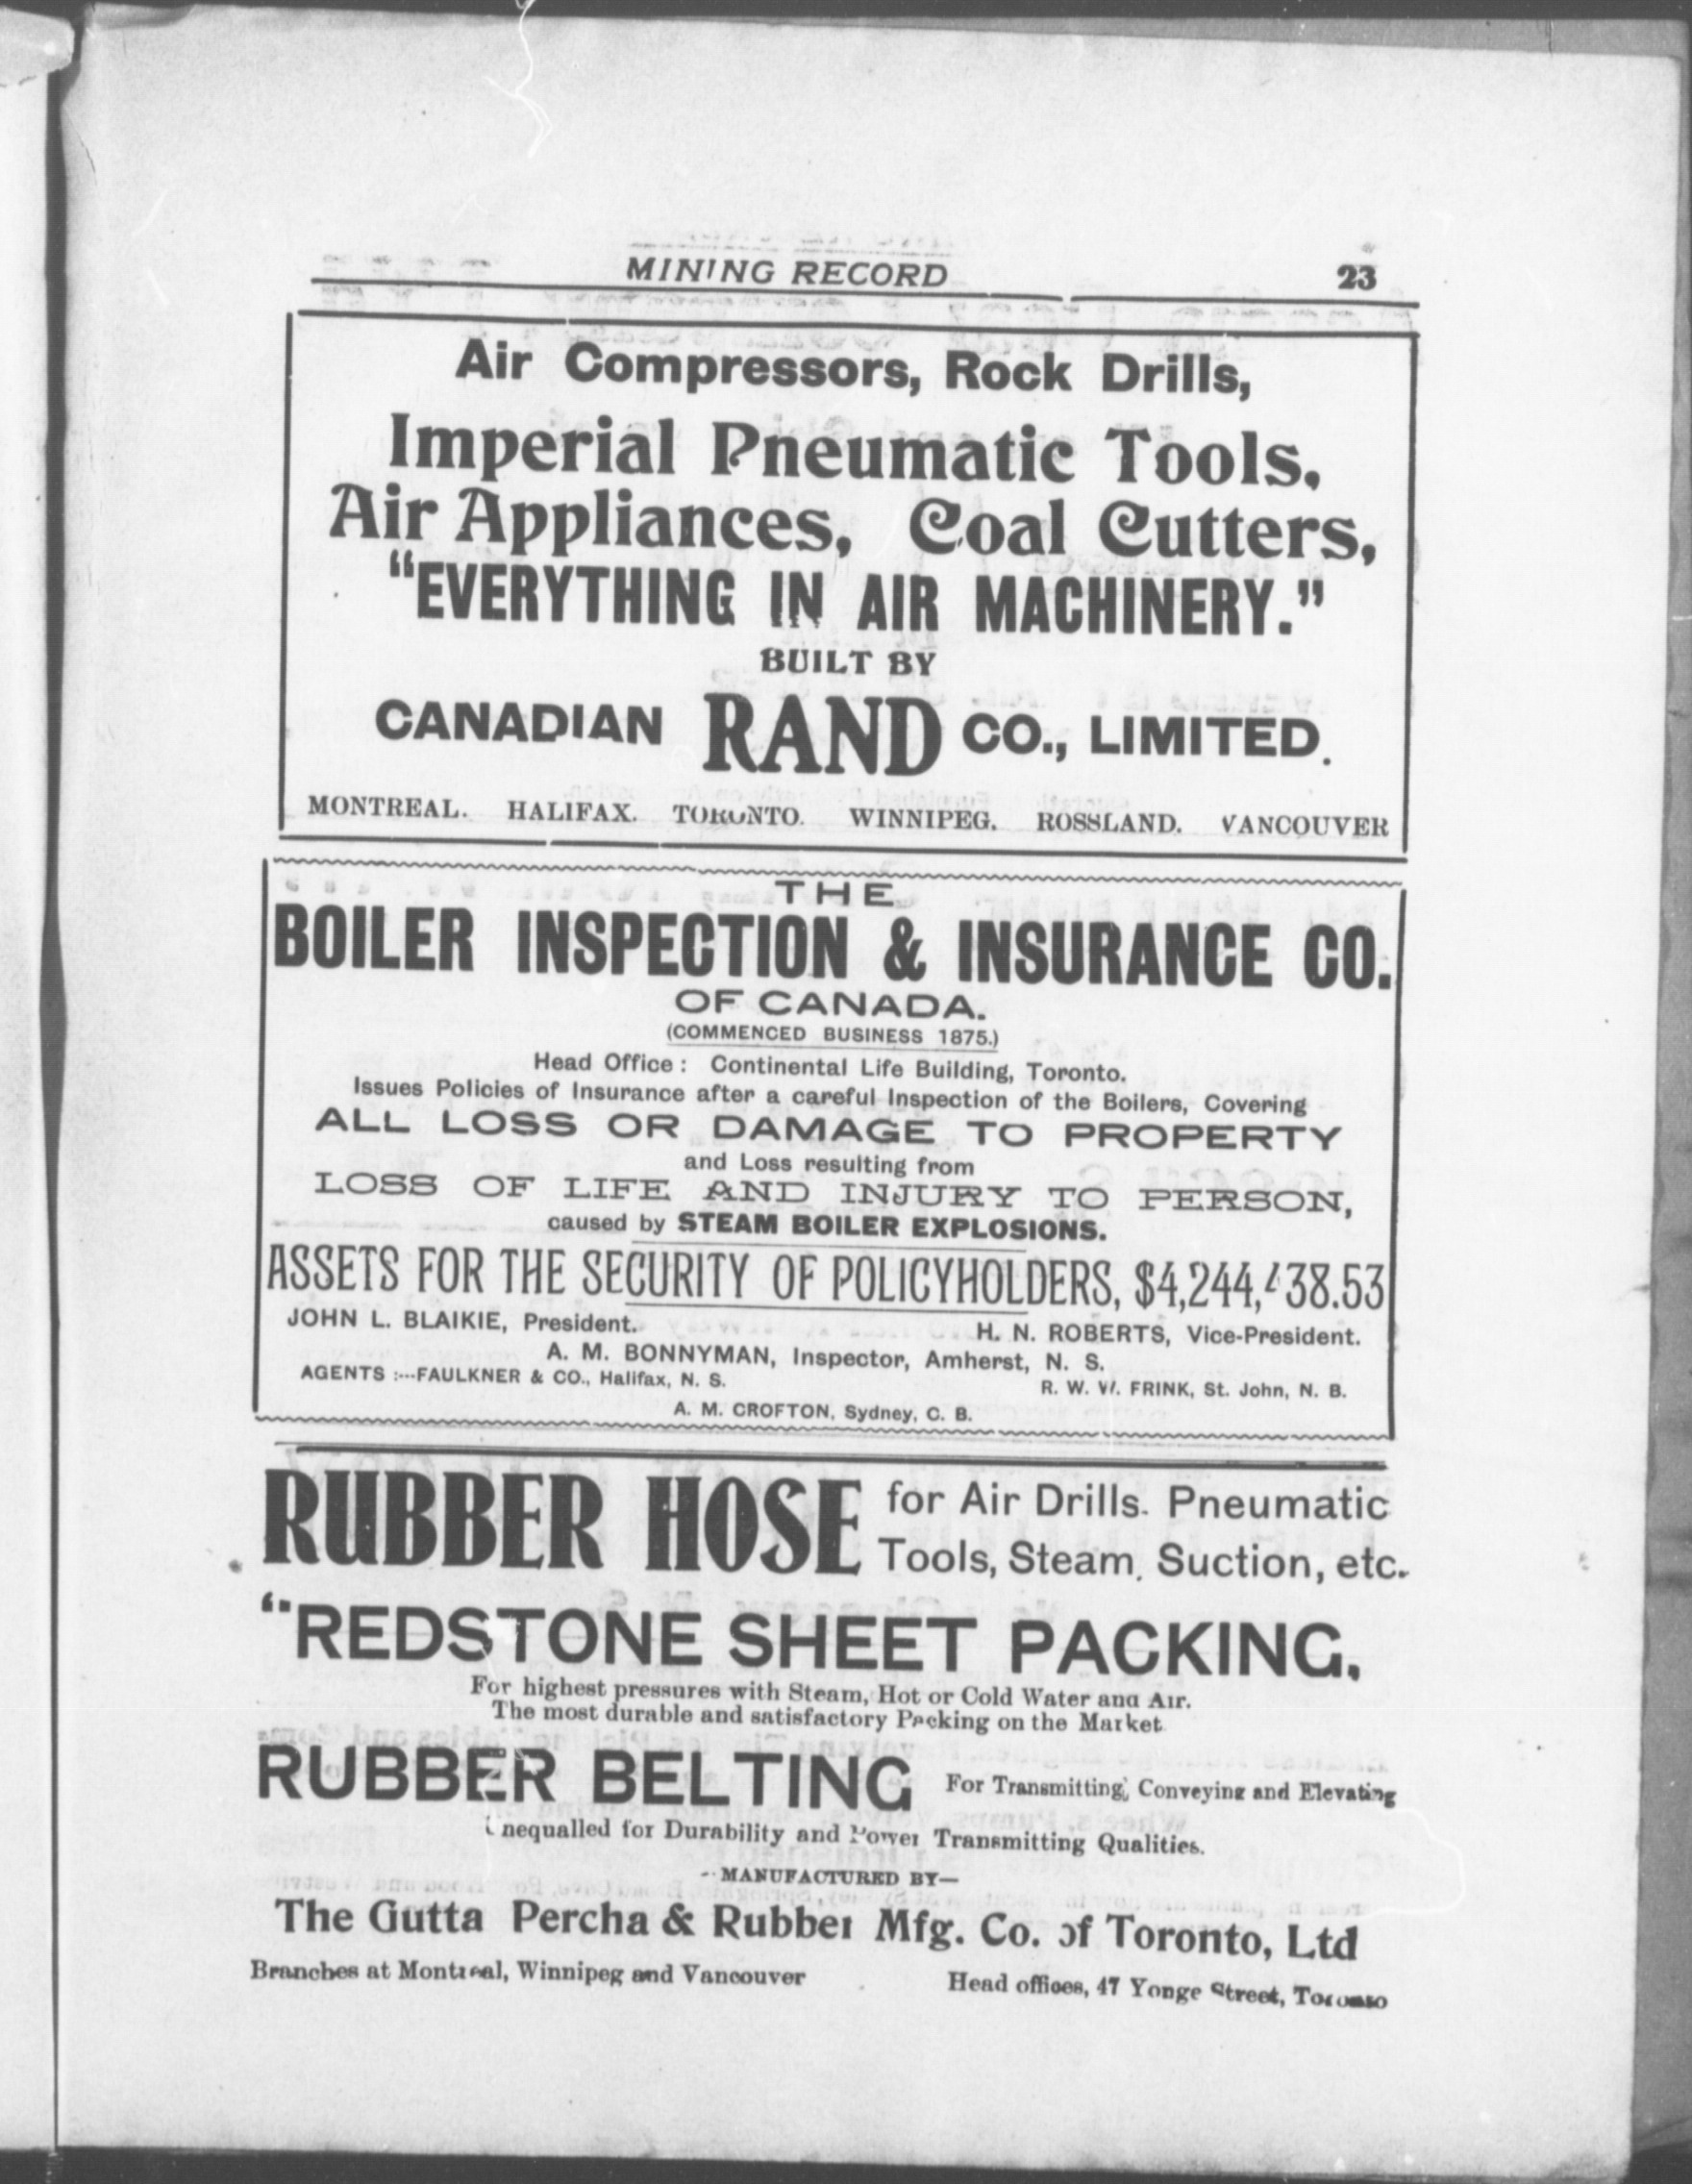 MINING RECORD 23
Air Compressors, Rock Drills,
Imperial Pneumatic Tools,
Air Appliances, Coal Cutters,
"EVERYTHING IN AIR MACHINERY."
BUILT BY
CANADIAN RAND CO., LIMITED.
MONTREAL. HALIFAX. TORONTO. WINNIPEG. ROSSLAND. VANCOUVER
THE
BOILER INSPECTION & INSURANCE CO.
OF CANADA.
(COMMENCED BUSINESS 1875.)
Head Office: Continental Life Building, Toronto.
Issues Policies of Insurance after a careful Inspection of the Boilers, Covering
ALL LOSS OR DAMAGE TO PROPERTY
and Loss resulting from
LOSS OF LIFE AND INJURY TO PERSON,
caused by STEAM BOILER EXPLOSIONS.
ASSETS FOR THE SECURITY OF POLICYHOLDERS,
JOHN L. BLAIKIE, President.
H. N. ROBERTS, Vice-President.
A. M. BONNYMAN, Inspector, Amherst, N. S.
AGENTS :---FAULKNER & CO., Halifax, N. S.
R. W. W. FRINK, St. John, N. B.
A. M. CROFTON, Sydney, C. B.
RUBBER HOSE for Air Drills. Pneumatic
Tools, Steam, Suction, etc.
"REDSTONE SHEET PACKING,
For highest pressures with Steam, Hot or Cold Water and Air.
The most durable and satisfactory Packing on the Market
RUBBER BELTING For Transmitting, Conveying and Elevating
Unequalled for Durability and Power Transmitting Qualities.
--MANUFACTURED BY—
The Gutta Percha & Rubber Mfg. Co. of Toronto, Ltd
Branches at Montreal, Winnipeg and Vancouver
Head offices, 47 Yonge Street, Toronto